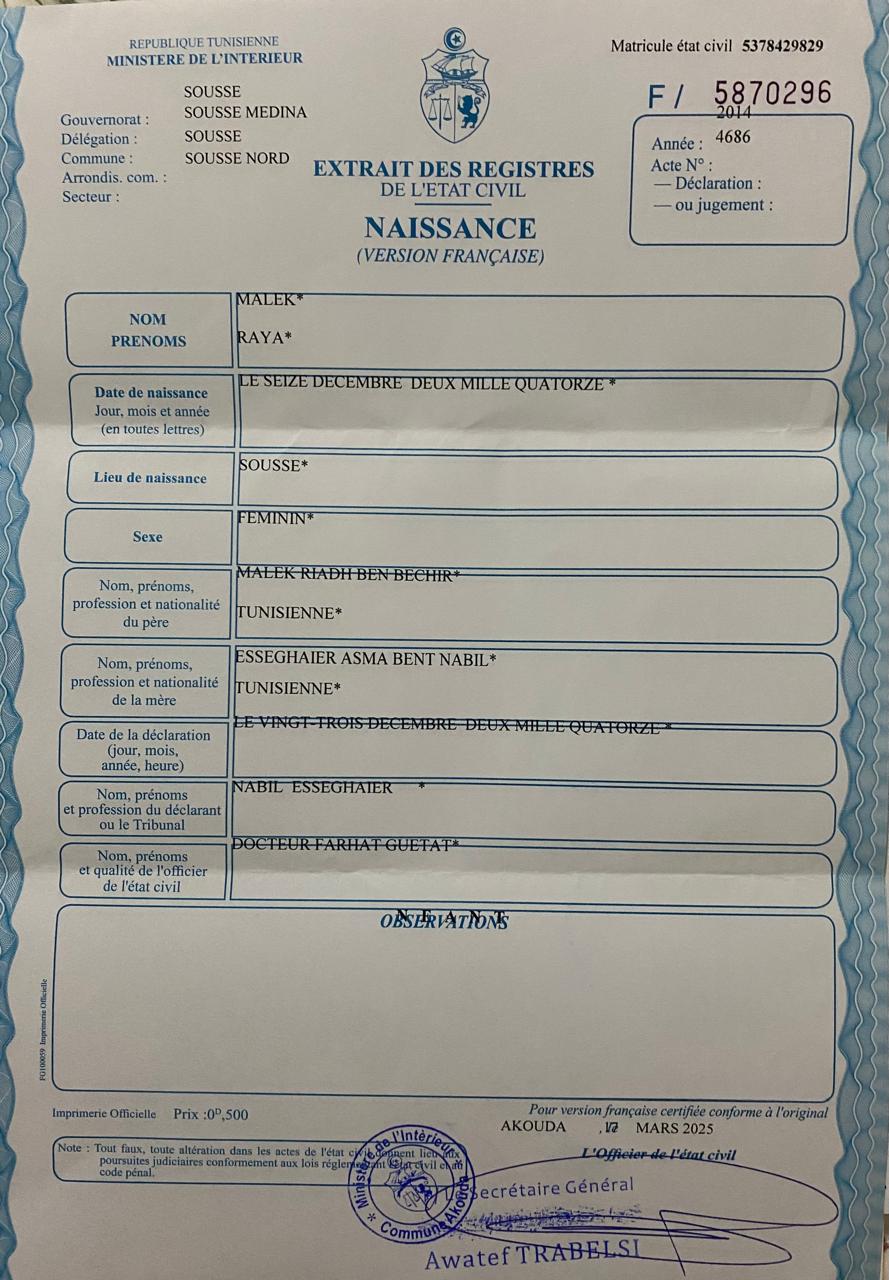 REPUBLIQUE TUNISIENNE
MINISTERE DE L'INTERIEUR
Matricule état civil 5378429829
F/ 5870296
SOUSSE
Gouvernorat : SOUSSE MEDINA
Délégation : SOUSSE
Commune : SOUSSE NORD
Arrondis. com. :
Secteur :
2014
Année : 4686
Acte N° :
— Déclaration :
— ou jugement :
EXTRAIT DES REGISTRES
DE L'ETAT CIVIL
NAISSANCE
(VERSION FRANÇAISE)
NOM
PRENOMS
MALEK*
RAYA*
Date de naissance
Jour, mois et année
(en toutes lettres)
LE SEIZE DECEMBRE DEUX MILLE QUATORZE *
Lieu de naissance
SOUSSE*
Sexe
FEMININ*
Nom, prénoms,
profession et nationalité
du père
MALEK RIADH BEN BECHIR*
TUNISIENNE*
Nom, prénoms,
profession et nationalité
de la mère
ESSEGHAIER ASMA BENT NABIL*
TUNISIENNE*
Date de la déclaration
(jour, mois,
année, heure)
LE VINGT-TROIS DECEMBRE DEUX MILLE QUATORZE *
Nom, prénoms
et profession du déclarant
ou le Tribunal
NABIL ESSEGHAIER *
Nom, prénoms
et qualité de l'officier
de l'état civil
DOCTEUR FARHAT GUETAT*
OBSERVATIONS
N E A N T
FG100059 Imprimerie Officielle
Imprimerie Officielle Prix :0ᴰ,500
Pour version française certifiée conforme à l'original
AKOUDA , 17 MARS 2025
L'Officier de l'état civil
Note : Tout faux, toute altération dans les actes de l'état civil donnent lieu aux
poursuites judiciaires conformement aux lois réglementant l'état civil et au
code pénal.
Ministère de l'Intèrieur
* Commune Akouda
Secrétaire Général
Awatef TRABELSI